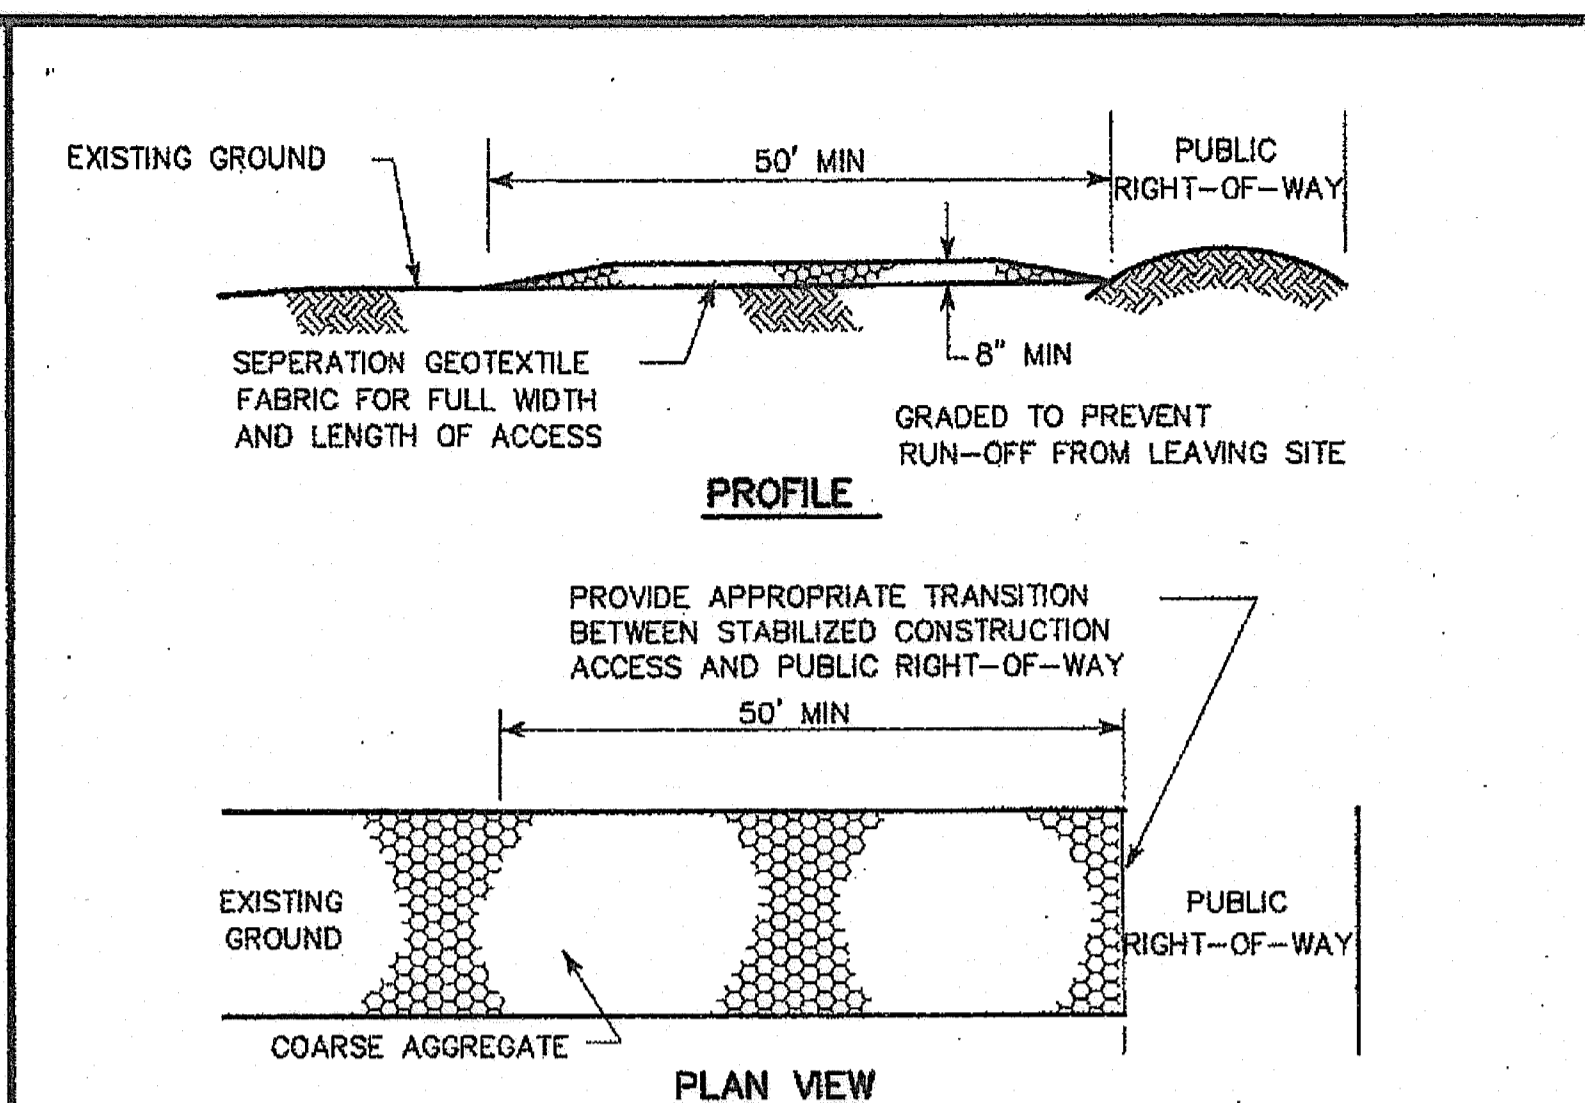 EXISTING GROUND
50' MIN
PUBLIC
RIGHT-OF-WAY
SEPERATION GEOTEXTILE
FABRIC FOR FULL WIDTH
AND LENGTH OF ACCESS
8" MIN
GRADED TO PREVENT
RUN-OFF FROM LEAVING SITE
PROFILE
PROVIDE APPROPRIATE TRANSITION
BETWEEN STABILIZED CONSTRUCTION
ACCESS AND PUBLIC RIGHT-OF-WAY
50' MIN
EXISTING
GROUND
PUBLIC
RIGHT-OF-WAY
COARSE AGGREGATE
PLAN VIEW